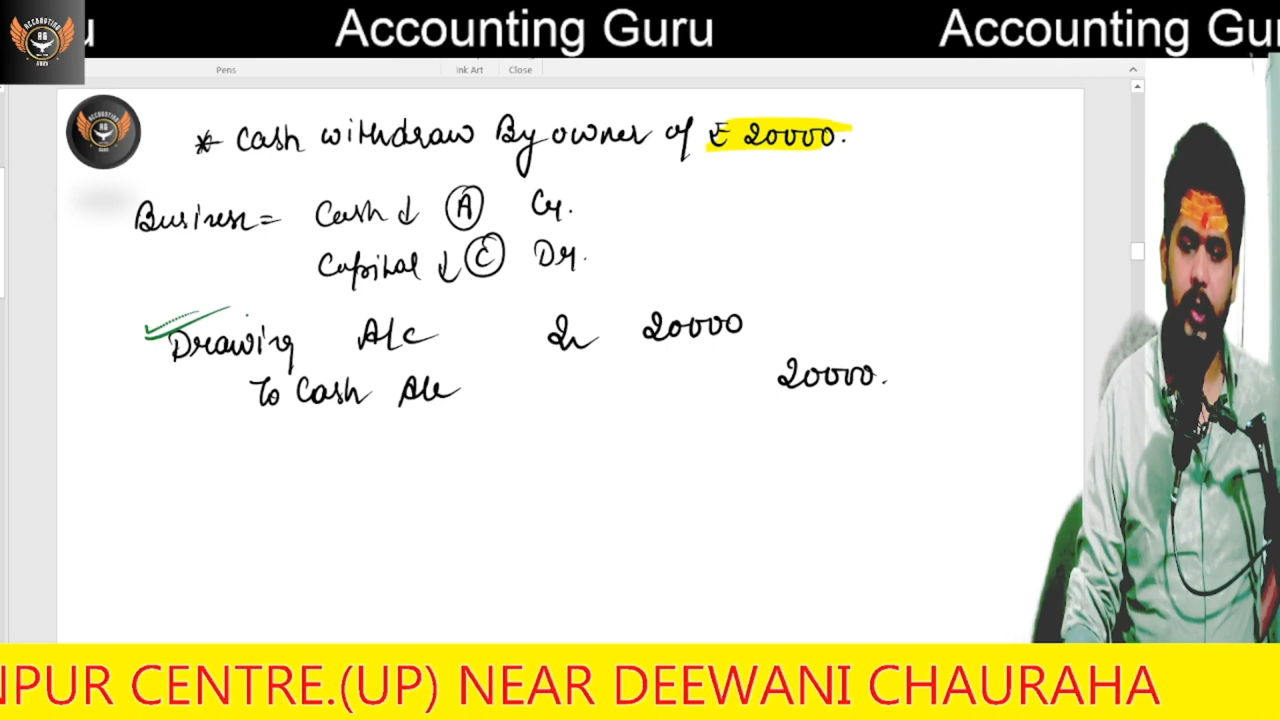 Accounting Guru
Accounting Gu
u
Pens
Ink Art
Close
* Cash withdraw By owner of ₹ 20000.
Business = Cash ↓ (A) Cr.
Capital ↓ (C) Dr.
Drawing A/c Dr 20000
To Cash A/c 20000.
NPUR CENTRE.(UP) NEAR DEEWANI CHAURAHA